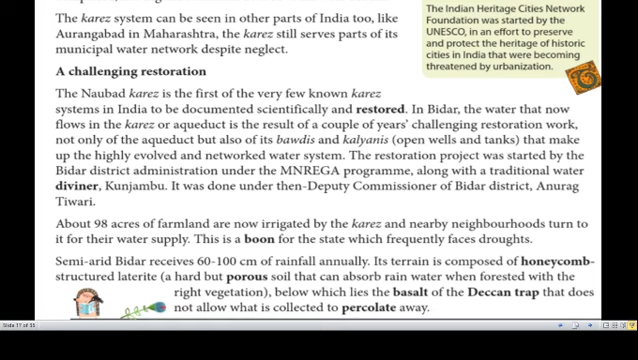 The karez system can be seen in other parts of India too, like
Aurangabad in Maharashtra, the karez still serves parts of its
municipal water network despite neglect.
The Indian Heritage Cities Network
Foundation was started by the
UNESCO, in an effort to preserve
and protect the heritage of historic
cities in India that were becoming
threatened by urbanization.
A challenging restoration
The Naubad karez is the first of the very few known karez
systems in India to be documented scientifically and restored. In Bidar, the water that now
flows in the karez or aqueduct is the result of a couple of years' challenging restoration work,
not only of the aqueduct but also of its bawdis and kalyanis (open wells and tanks) that make
up the highly evolved and networked water system. The restoration project was started by the
Bidar district administration under the MNREGA programme, along with a traditional water
diviner, Kunjambu. It was done under then-Deputy Commissioner of Bidar district, Anurag
Tiwari.
About 98 acres of farmland are now irrigated by the karez and nearby neighbourhoods turn to
it for their water supply. This is a boon for the state which frequently faces droughts.
Semi-arid Bidar receives 60-100 cm of rainfall annually. Its terrain is composed of honeycomb-
structured laterite (a hard but porous soil that can absorb rain water when forested with the
right vegetation), below which lies the basalt of the Deccan trap that does
not allow what is collected to percolate away.